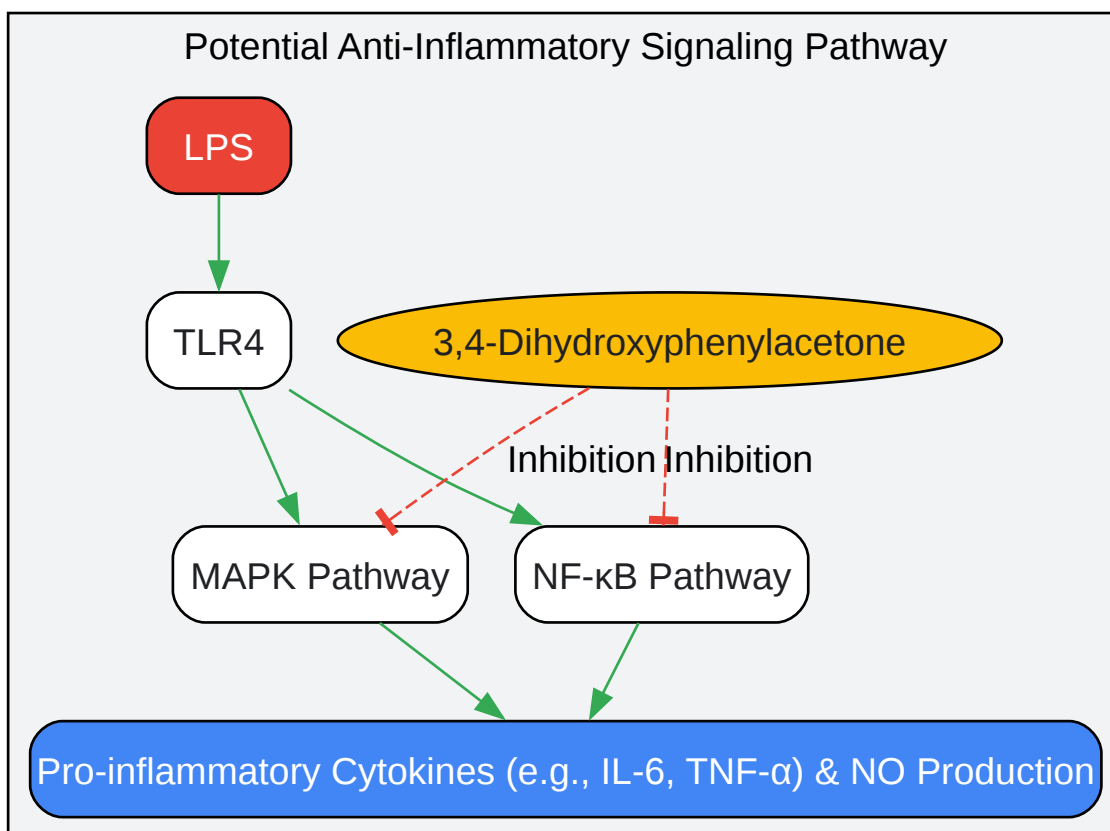 Potential Anti-Inflammatory Signaling Pathway
LPS
TLR4
3,4-Dihydroxyphenylacetone
Inhibition
Inhibition
MAPK Pathway
NF-κB Pathway
Pro-inflammatory Cytokines (e.g., IL-6, TNF-α) & NO Production